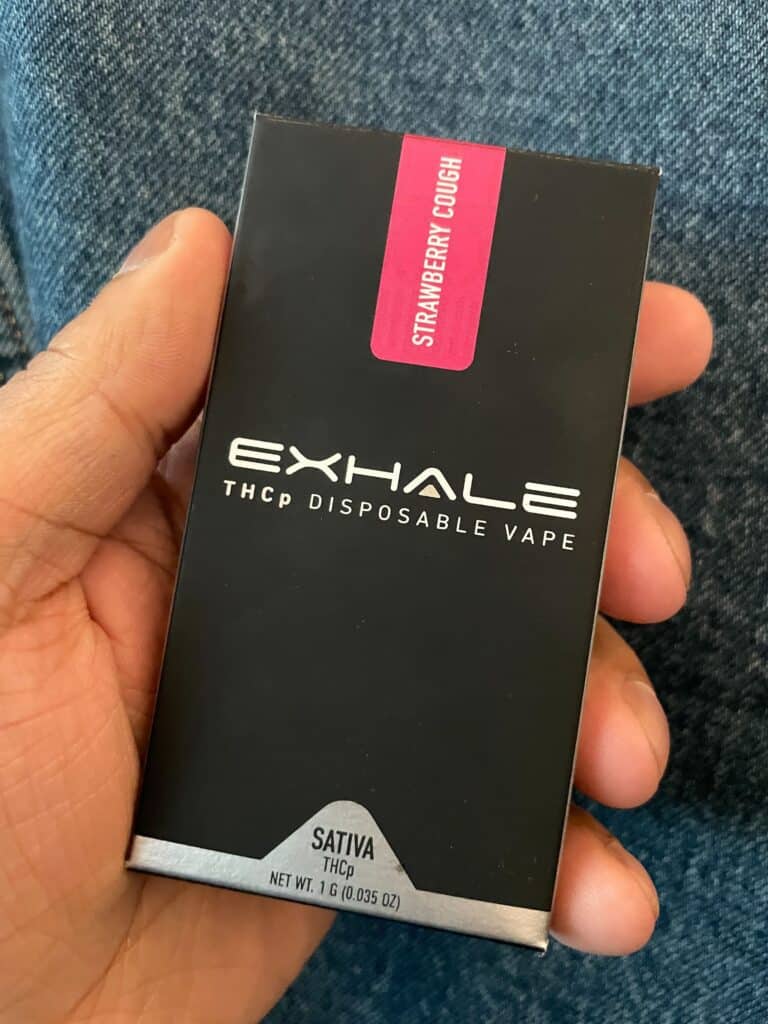 STRAWBERRY COUGH
EXHALE
THCp DISPOSABLE VAPE
SATIVA
THCp
NET WT. 1 G (0.035 OZ)